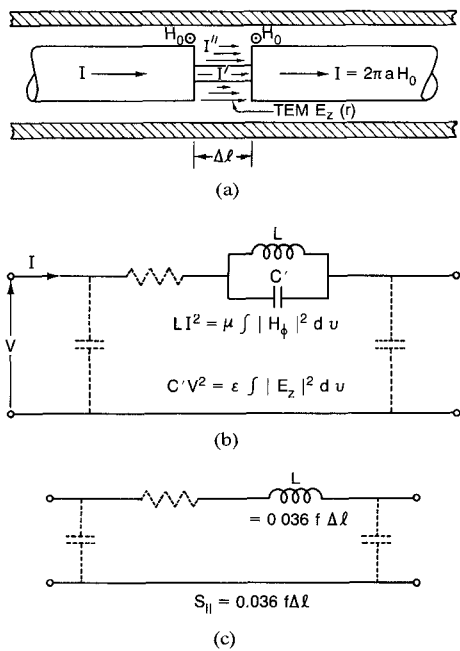 H₀ I'' H₀
I I' I = 2πaH₀
TEM E_z (r)
Δℓ
(a)
L
I C'
LI² = μ ∫ | H_ϕ |² dυ
V
C'V² = ε ∫ | E_z |² dυ
(b)
L
= 0 036 f Δℓ
S₁₁ = 0.036 fΔℓ
(c)